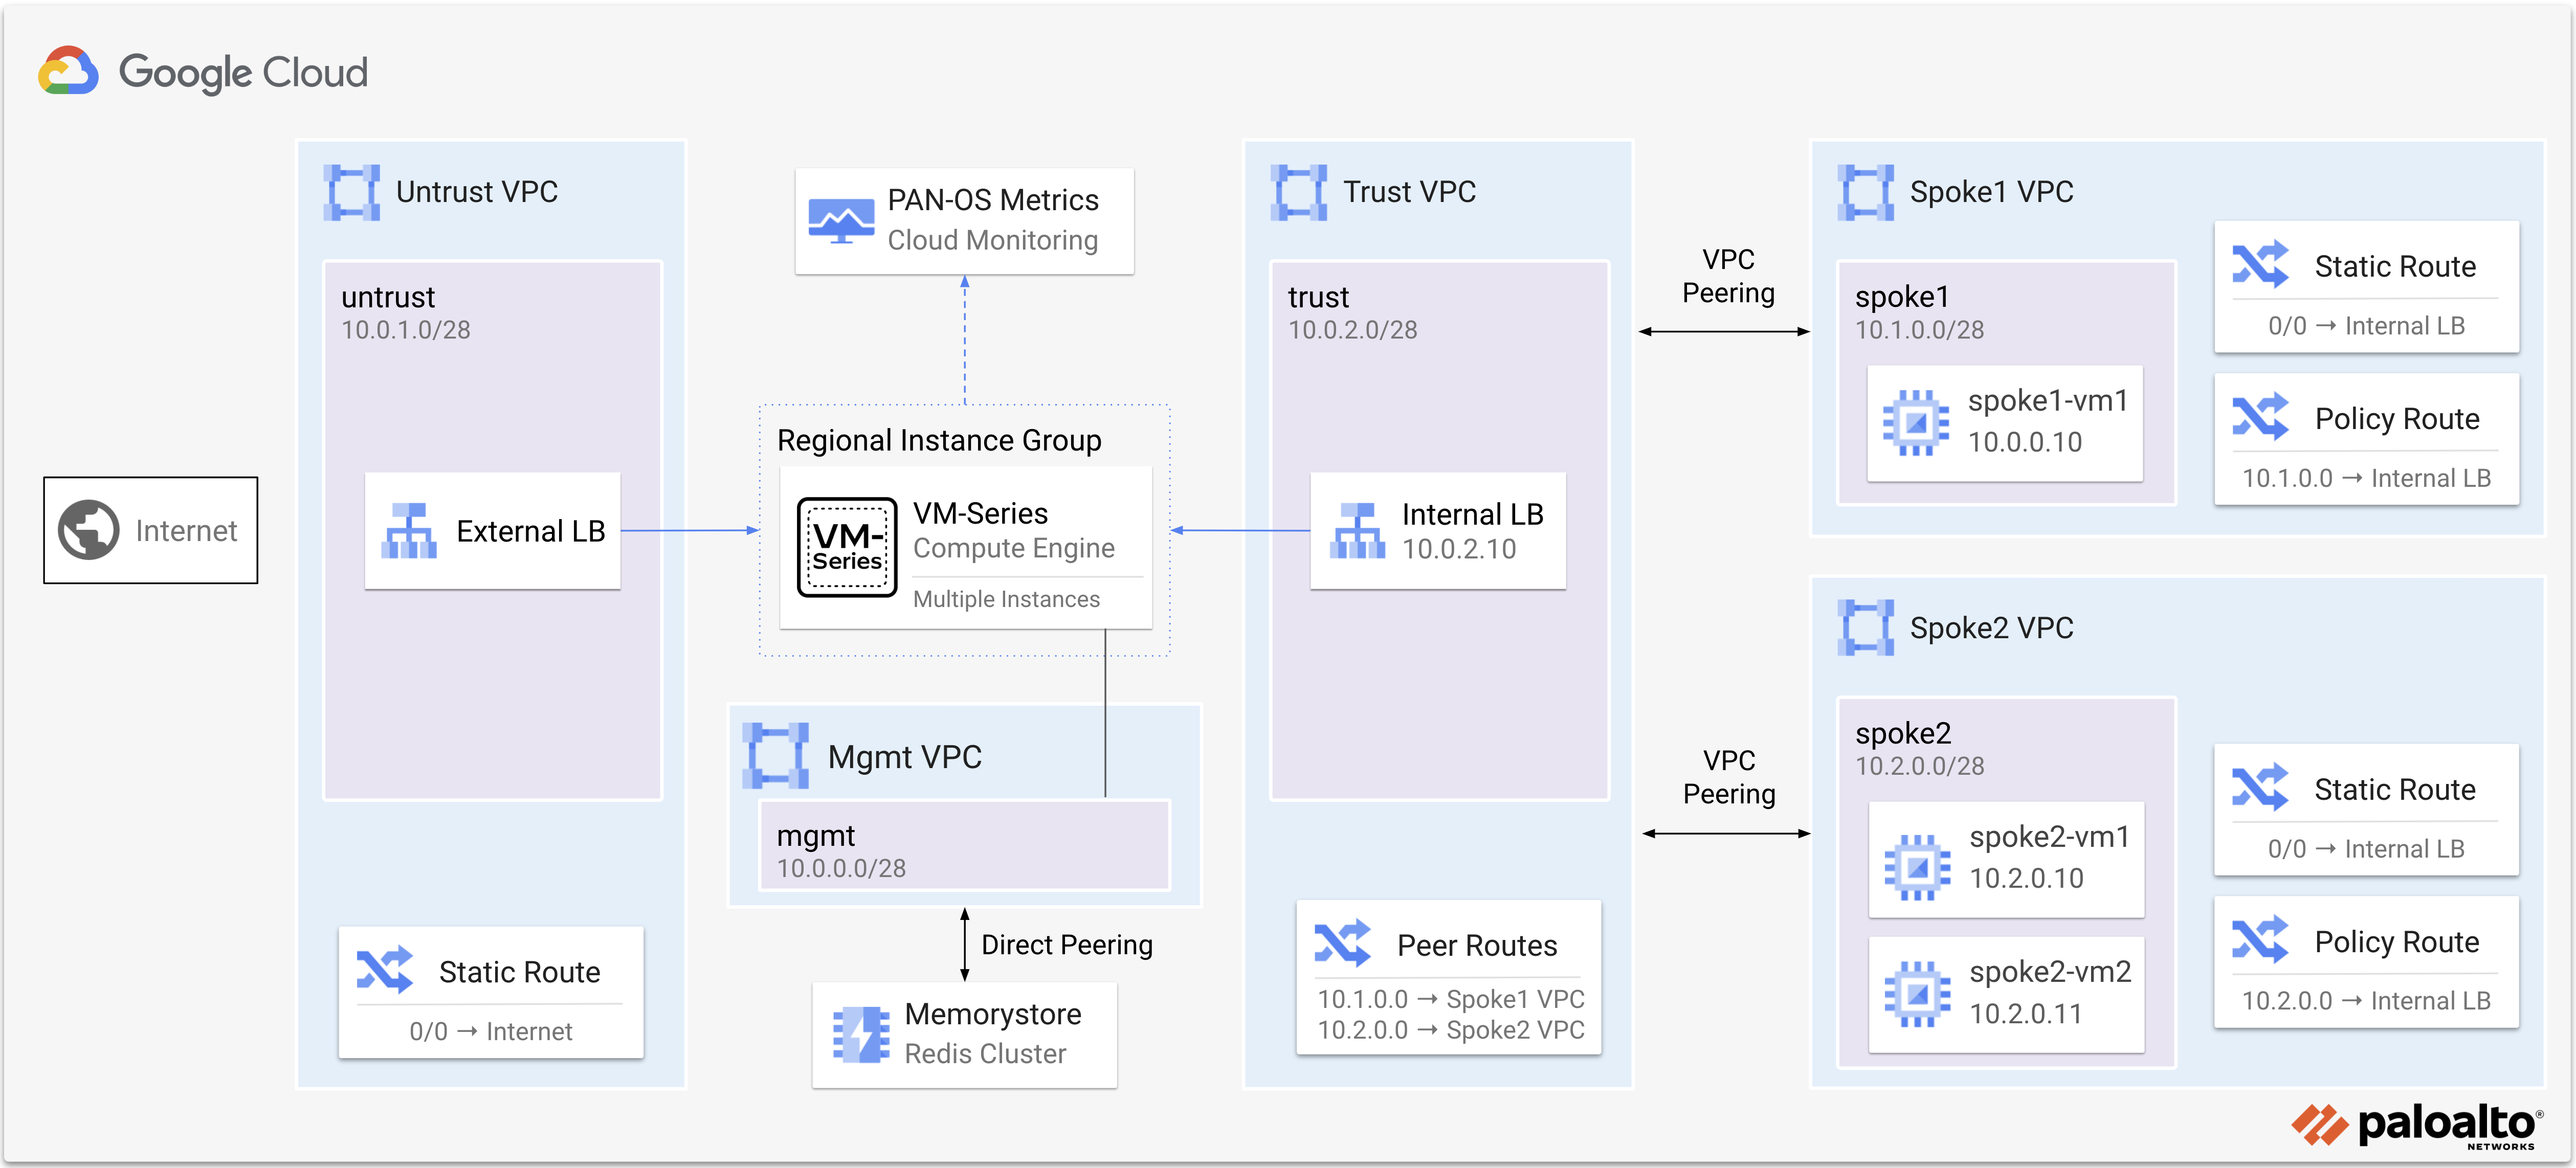 Google Cloud
Internet
Untrust VPC
untrust
10.0.1.0/28
External LB
Static Route
0/0 → Internet
PAN-OS Metrics
Cloud Monitoring
Regional Instance Group
VM-
Series
VM-Series
Compute Engine
Multiple Instances
Mgmt VPC
mgmt
10.0.0.0/28
Direct Peering
Memorystore
Redis Cluster
Trust VPC
trust
10.0.2.0/28
Internal LB
10.0.2.10
Peer Routes
10.1.0.0 → Spoke1 VPC
10.2.0.0 → Spoke2 VPC
VPC
Peering
VPC
Peering
Spoke1 VPC
spoke1
10.1.0.0/28
spoke1-vm1
10.0.0.10
Static Route
0/0 → Internal LB
Policy Route
10.1.0.0 → Internal LB
Spoke2 VPC
spoke2
10.2.0.0/28
spoke2-vm1
10.2.0.10
spoke2-vm2
10.2.0.11
Static Route
0/0 → Internal LB
Policy Route
10.2.0.0 → Internal LB
paloalto®
NETWORKS